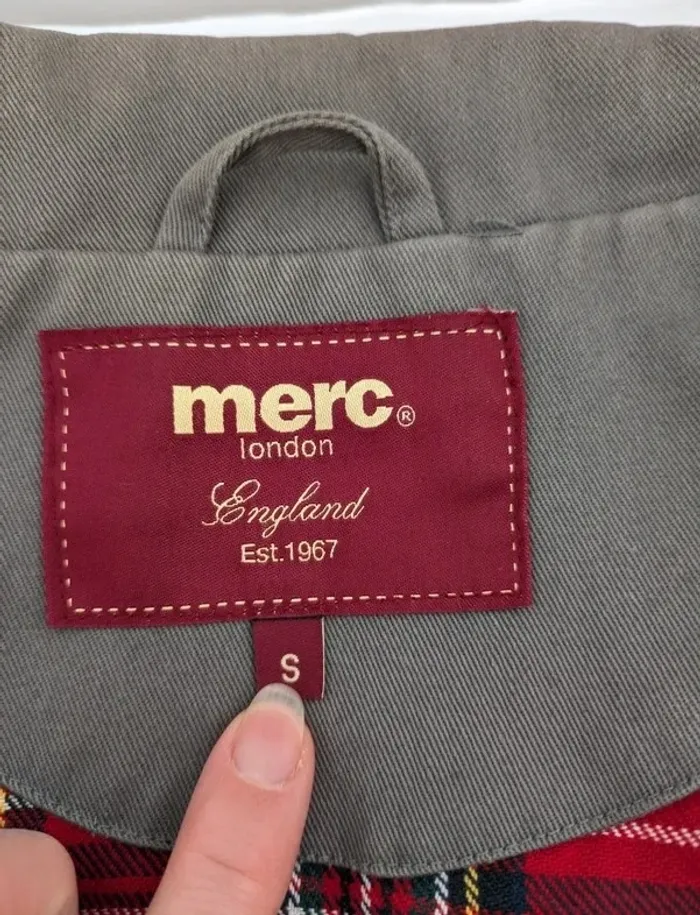 merc®
london
England
Est.1967
S